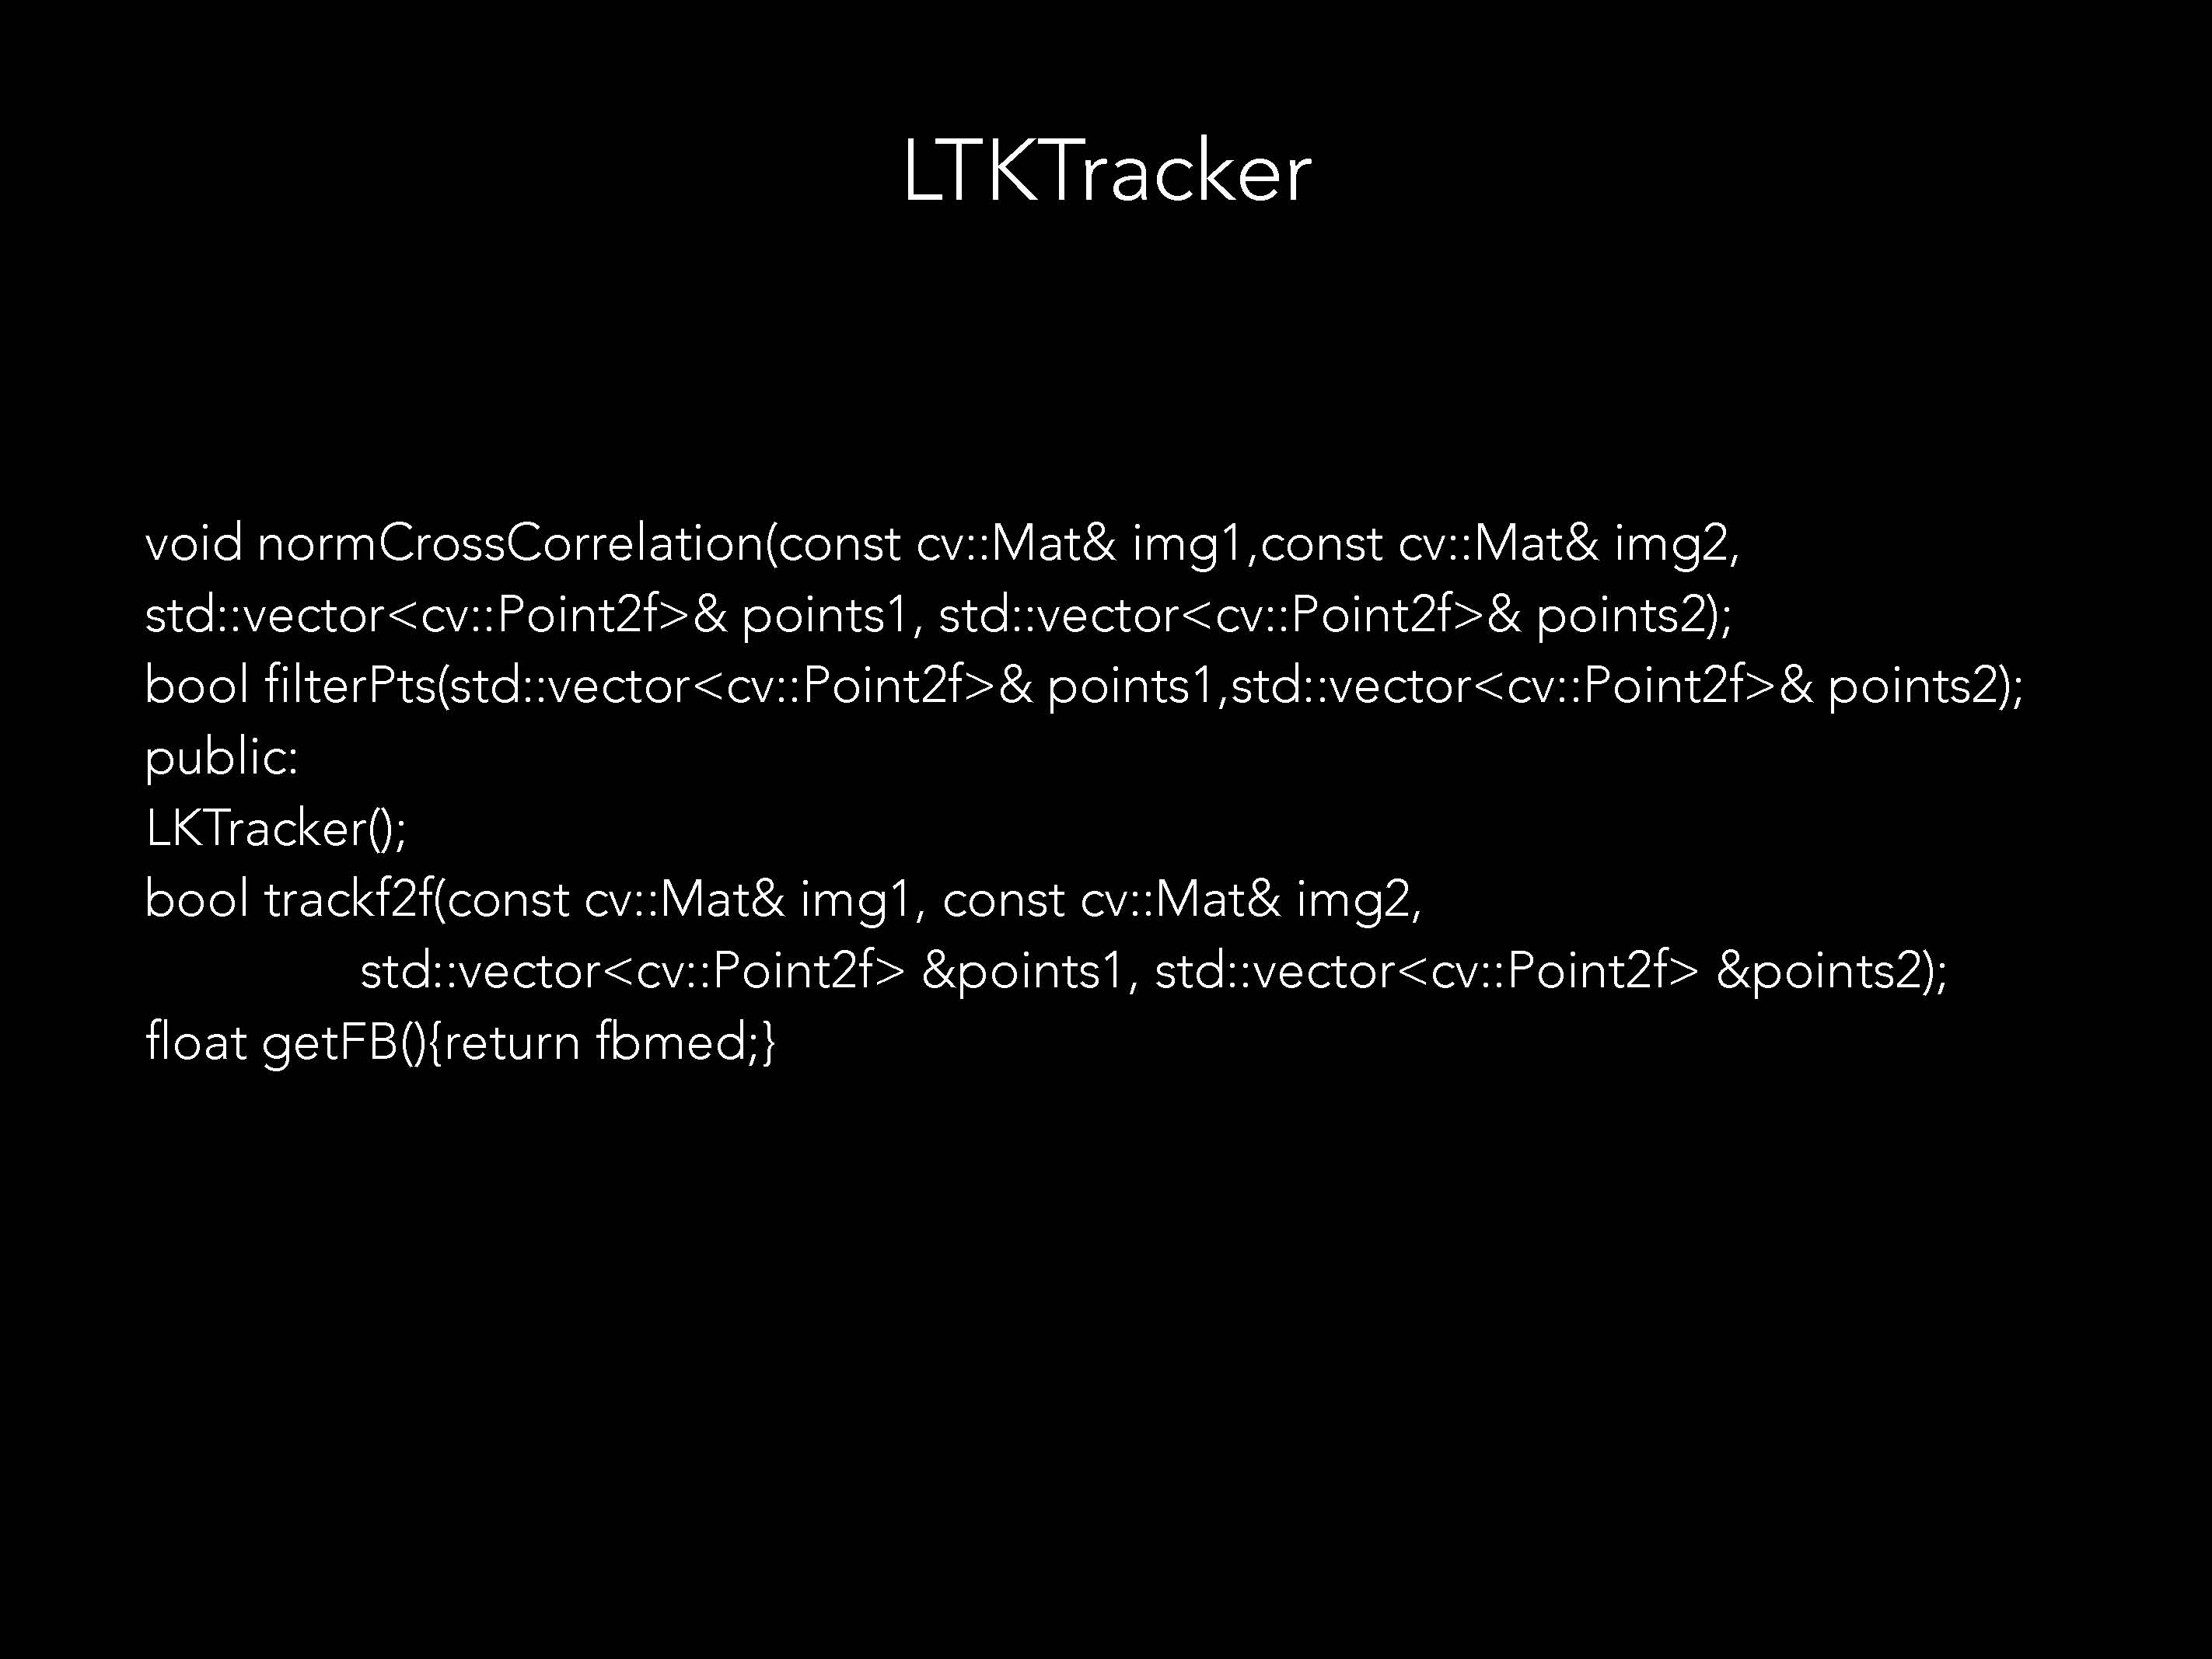 LTKTracker
void normCrossCorrelation(const cv::Mat& img1,const cv::Mat& img2,
std::vector<cv::Point2f>& points1, std::vector<cv::Point2f>& points2);
bool filterPts(std::vector<cv::Point2f>& points1,std::vector<cv::Point2f>& points2);
public:
LKTracker();
bool trackf2f(const cv::Mat& img1, const cv::Mat& img2,
std::vector<cv::Point2f> &points1, std::vector<cv::Point2f> &points2);
float getFB(){return fbmed;}